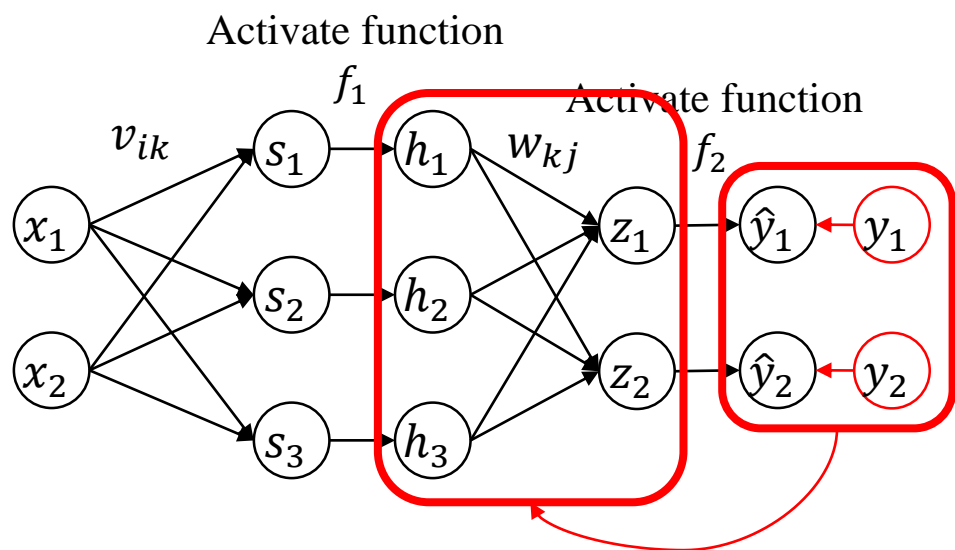 Activate function
f₁
Activate function
vᵢₖ
wₖⱼ
f₂
s₁
h₁
x₁
z₁
ŷ₁
y₁
s₂
h₂
x₂
z₂
ŷ₂
y₂
s₃
h₃